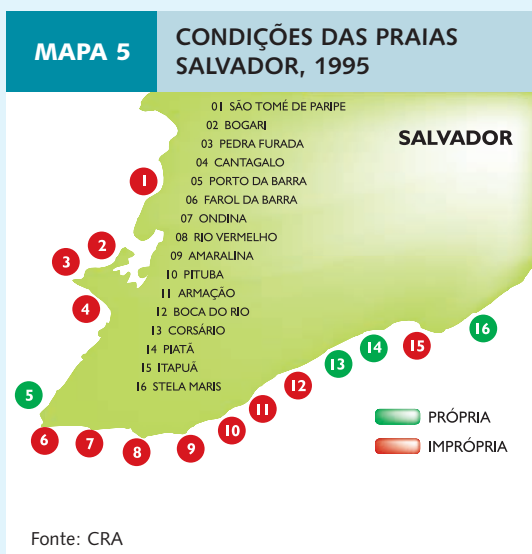 MAPA 5
CONDIÇÕES DAS PRAIAS
SALVADOR, 1995
01 SÃO TOMÉ DE PARIPE
02 BOGARI
03 PEDRA FURADA
04 CANTAGALO
05 PORTO DA BARRA
06 FAROL DA BARRA
07 ONDINA
08 RIO VERMELHO
09 AMARALINA
10 PITUBA
11 ARMAÇÃO
12 BOCA DO RIO
13 CORSÁRIO
14 PIATÃ
15 ITAPUÃ
16 STELA MARIS
SALVADOR
1
2
3
4
5
6
7
8
9
10
11
12
13
14
15
16
PRÓPRIA
IMPRÓPRIA
Fonte: CRA